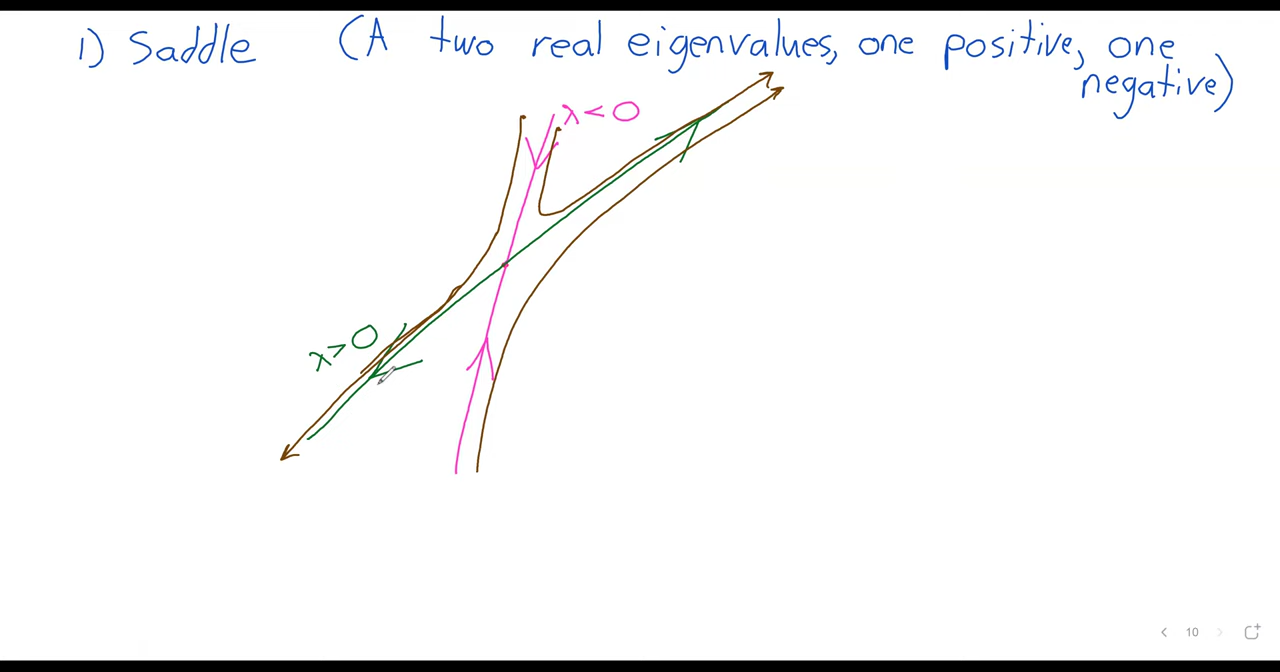 1) Saddle (A two real eigenvalues, one positive, one
negative)
λ<0
λ>0
10